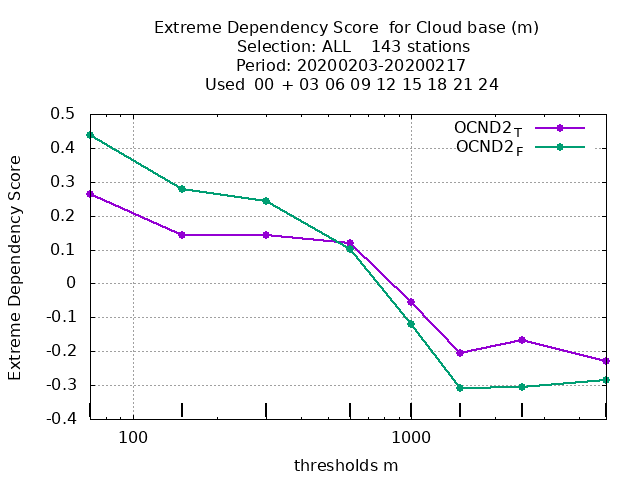 Extreme Dependency Score  for Cloud base (m)
Selection: ALL    143 stations
Period: 20200203-20200217
Used  00 + 03 06 09 12 15 18 21 24
OCND2T
OCND2F
0.5
0.4
0.3
0.2
0.1
0
-0.1
-0.2
-0.3
-0.4
Extreme Dependency Score
100 1000
thresholds m